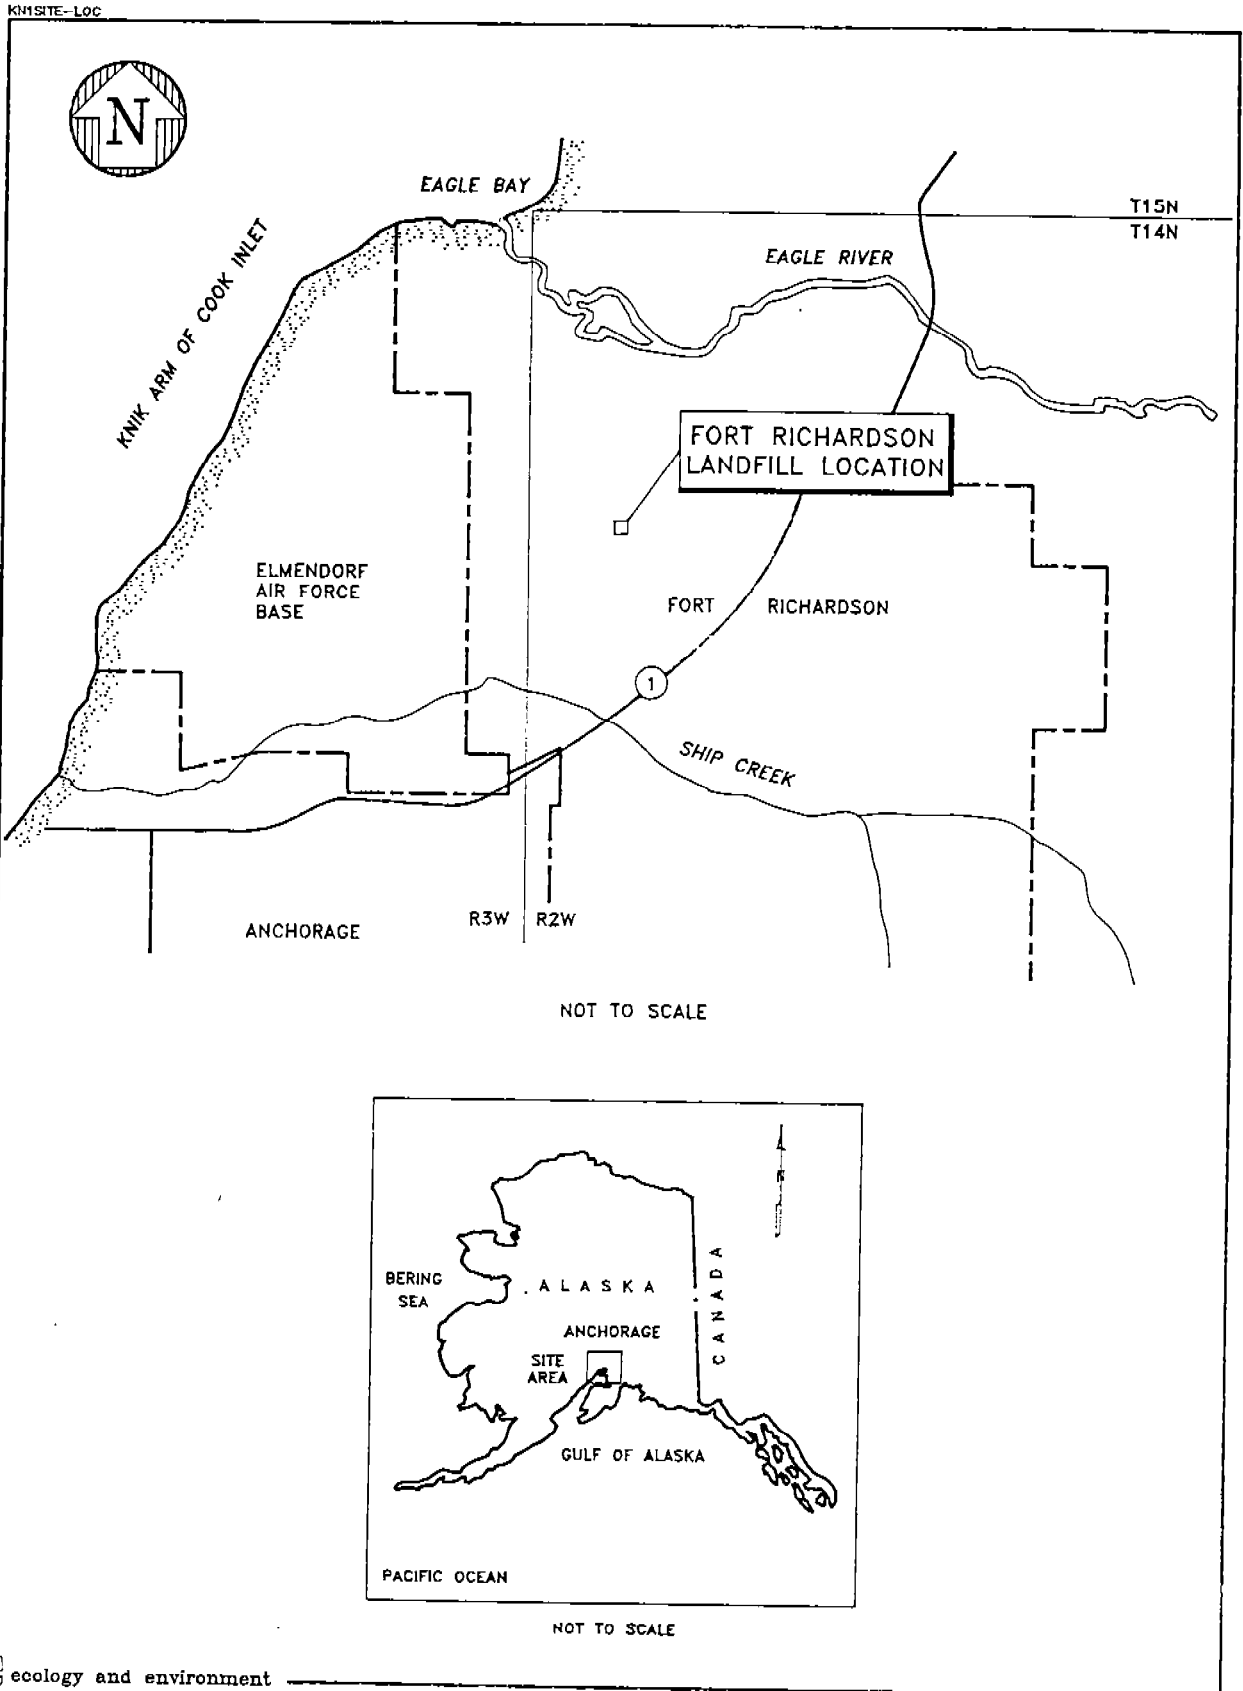 KN1SITE-LOC
N
EAGLE BAY
T15N
T14N
EAGLE RIVER
KNIK ARM OF COOK INLET
FORT RICHARDSON
LANDFILL LOCATION
ELMENDORF
AIR FORCE
BASE
FORT RICHARDSON
1
SHIP CREEK
R3W R2W
ANCHORAGE
NOT TO SCALE
N
BERING
SEA
ALASKA
CANADA
ANCHORAGE
SITE
AREA
GULF OF ALASKA
PACIFIC OCEAN
NOT TO SCALE
ecology and environment